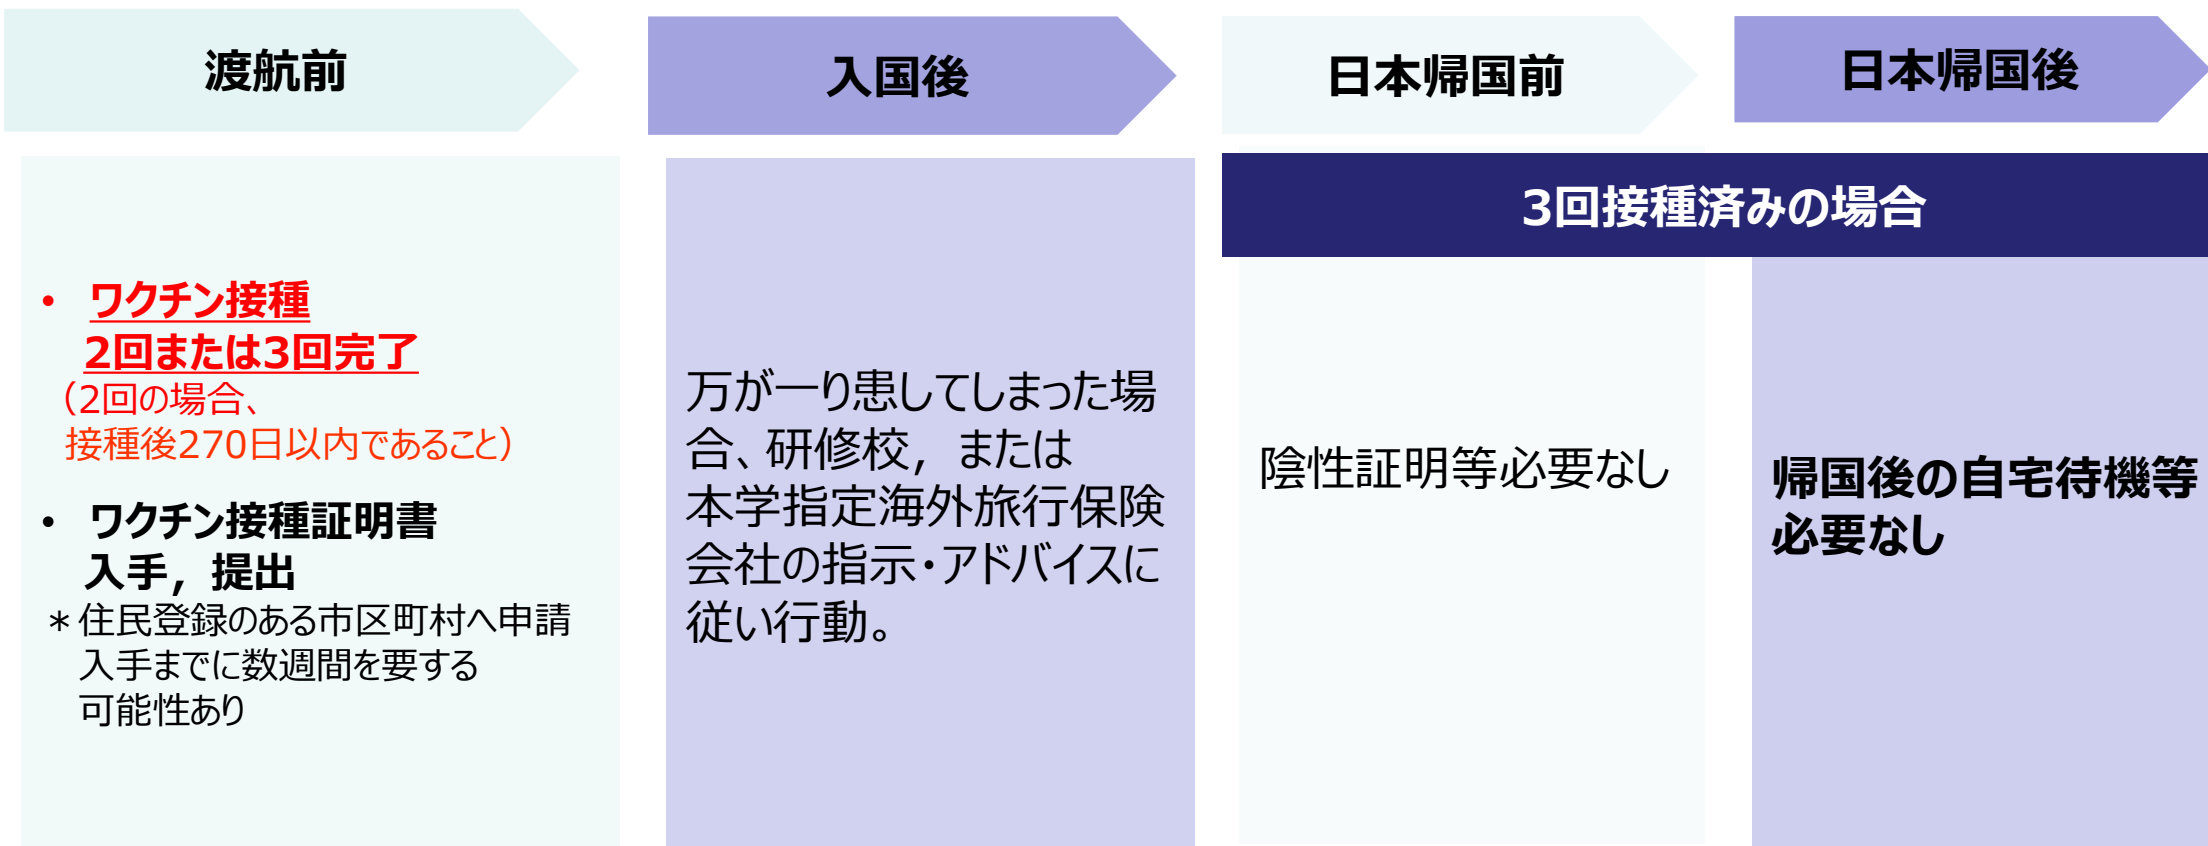 渡航前
入国後
日本帰国前
日本帰国後
3回接種済みの場合
・ ワクチン接種
2回または3回完了
（2回の場合、
接種後270日以内であること）
・ ワクチン接種証明書
入手，提出
＊住民登録のある市区町村へ申請
入手までに数週間を要する
可能性あり
万が一り患してしまった場
合、研修校，または
本学指定海外旅行保険
会社の指示・アドバイスに
従い行動。
陰性証明等必要なし
帰国後の自宅待機等
必要なし